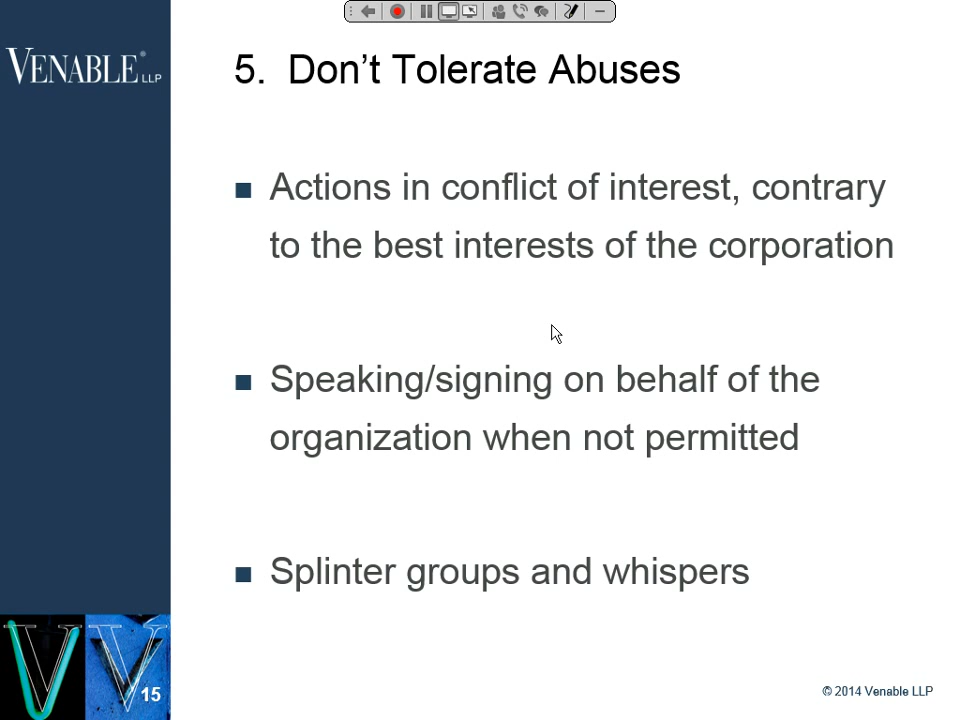 VENABLE® LLP
5. Don’t Tolerate Abuses
■ Actions in conflict of interest, contrary
to the best interests of the corporation
■ Speaking/signing on behalf of the
organization when not permitted
■ Splinter groups and whispers
V V
15
© 2014 Venable LLP